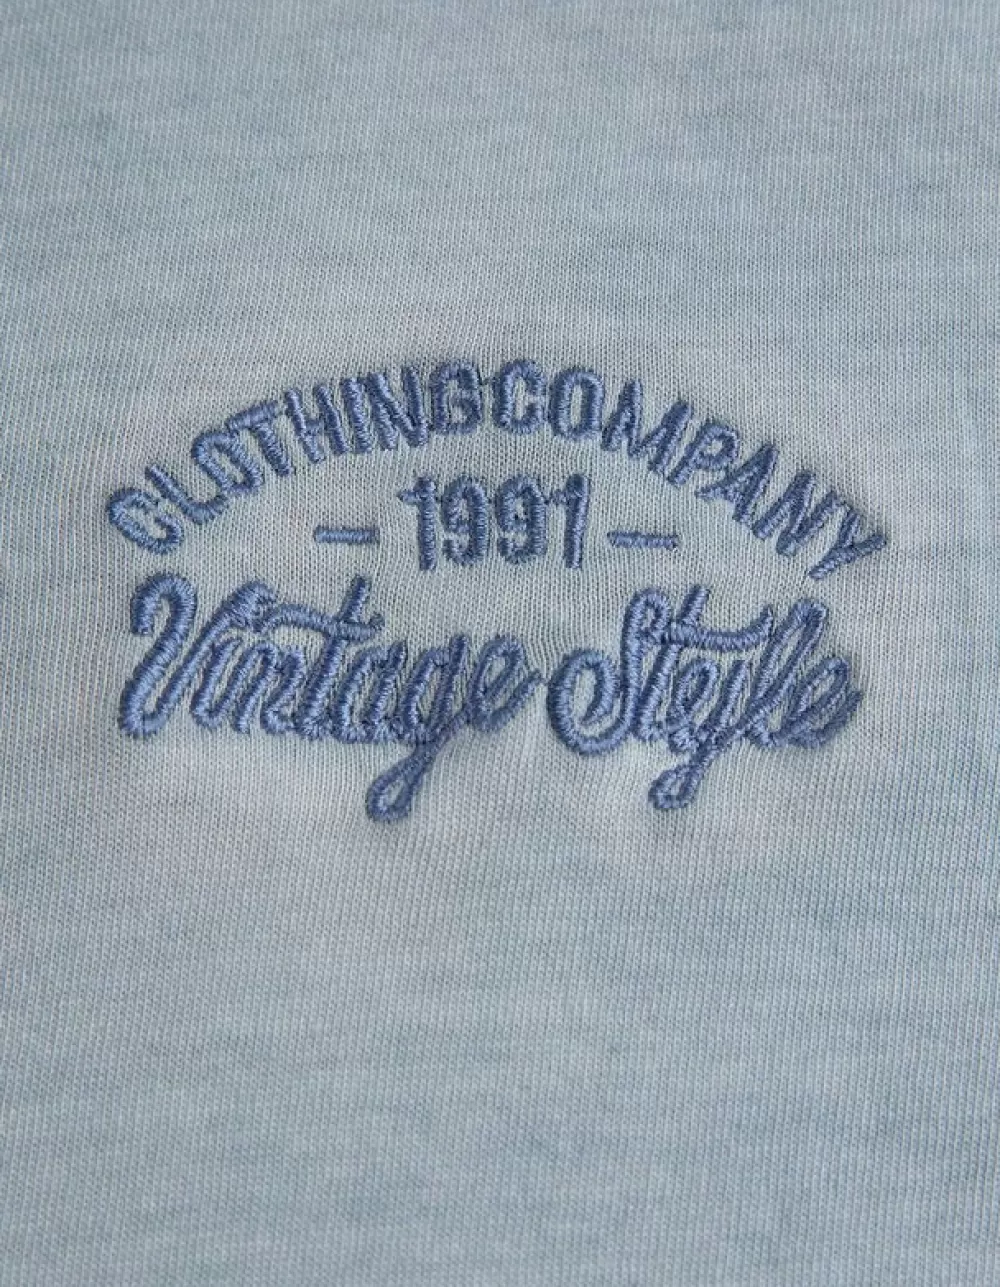 CLOTHING COMPANY
- 1991 -
Vintage Style